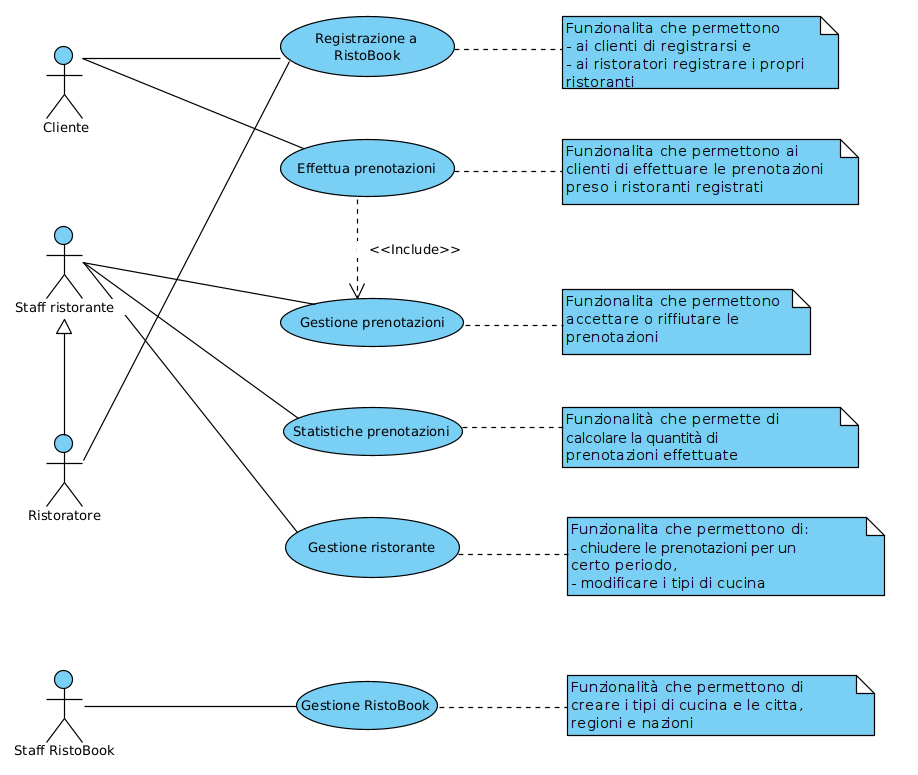 Registrazione a
RistoBook
Funzionalita che permettono
- ai clienti di registrarsi e
- ai ristoratori registrare i propri
ristoranti
Cliente
Effettua prenotazioni
Funzionalita che permettono ai
clienti di effettuare le prenotazioni
preso i ristoranti registrati
<<Include>>
Staff ristorante
Gestione prenotazioni
Funzionalita che permettono
accettare o riffiutare le
prenotazioni
Statistiche prenotazioni
Funzionalità che permette di
calcolare la quantità di
prenotazioni effettuate
Ristoratore
Gestione ristorante
Funzionalita che permettono di:
- chiudere le prenotazioni per un
certo periodo,
- modificare i tipi di cucina
Staff RistoBook
Gestione RistoBook
Funzionalità che permettono di
creare i tipi di cucina e le citta,
regioni e nazioni